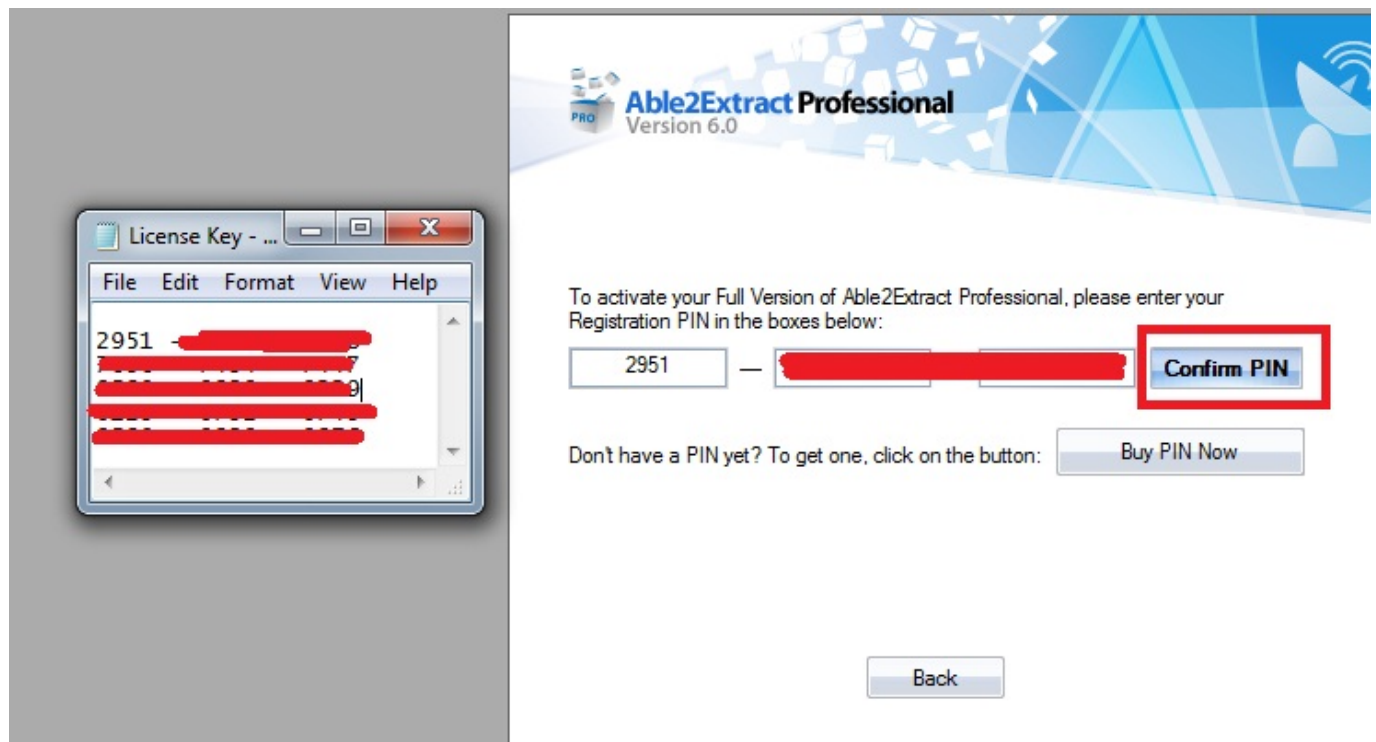 License Key - ...
File Edit Format View Help
2951 -
Able2Extract Professional
PRO
Version 6.0
To activate your Full Version of Able2Extract Professional, please enter your
Registration PIN in the boxes below:
2951 — Confirm PIN
Don't have a PIN yet? To get one, click on the button: Buy PIN Now
Back